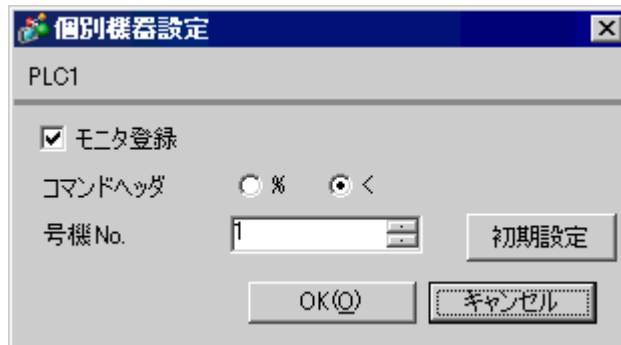 個別機器設定
PLC1
モニタ登録
コマンドヘッダ % <
号機No. 1 初期設定
OK(O) キャンセル